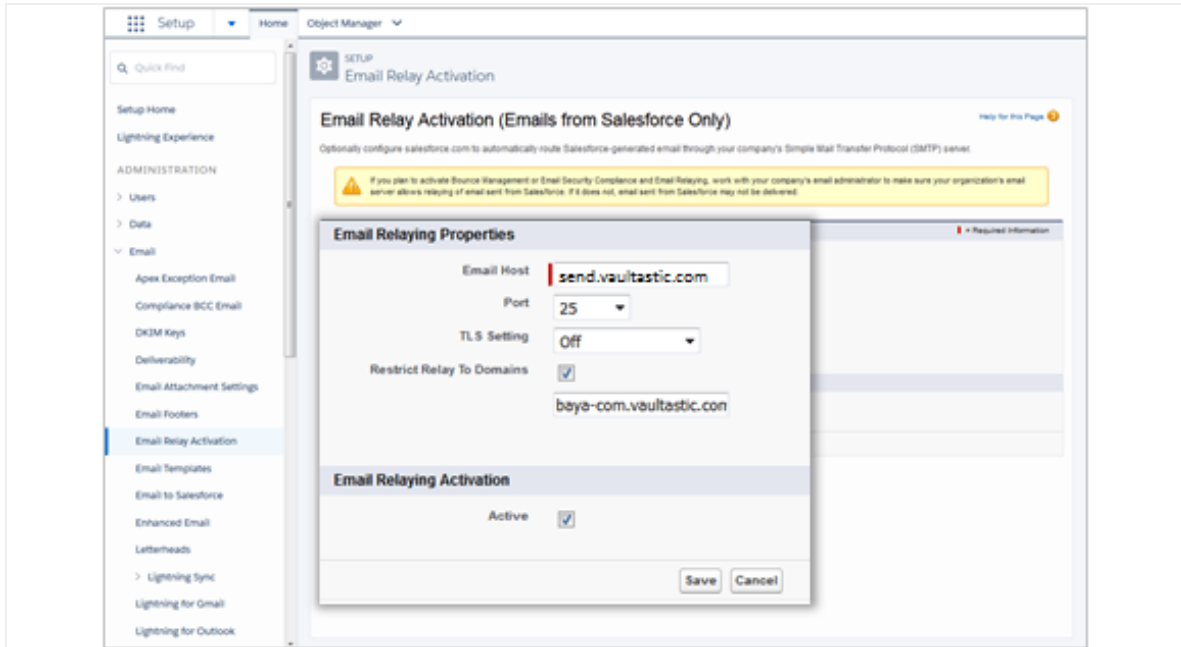 Setup
Home
Object Manager
Quick Find
Setup Home
Lightning Experience
ADMINISTRATION
Users
Data
Email
Apex Exception Email
Compliance BCC Email
DKIM Keys
Deliverability
Email Attachment Settings
Email Footers
Email Relay Activation
Email Templates
Email to Salesforce
Enhanced Email
Letterheads
Lightning Sync
Lightning for Gmail
Lightning for Outlook
SETUP
Email Relay Activation
Email Relay Activation (Emails from Salesforce Only)
Help for this Page
Optionally configure salesforce.com to automatically route Salesforce-generated email through your company's Simple Mail Transfer Protocol (SMTP) server.
If you plan to activate Bounce Management or Email Security Compliance and Email Relaying, work with your company's email administrator to make sure your organization's email
server allows relaying of email sent from Salesforce. If it does not, email sent from Salesforce may not be delivered.
= Required Information
Email Relaying Properties
Email Host send.vaultastic.com
Port 25
TLS Setting Off
Restrict Relay To Domains
baya-com.vaultastic.com
Email Relaying Activation
Active
Save Cancel